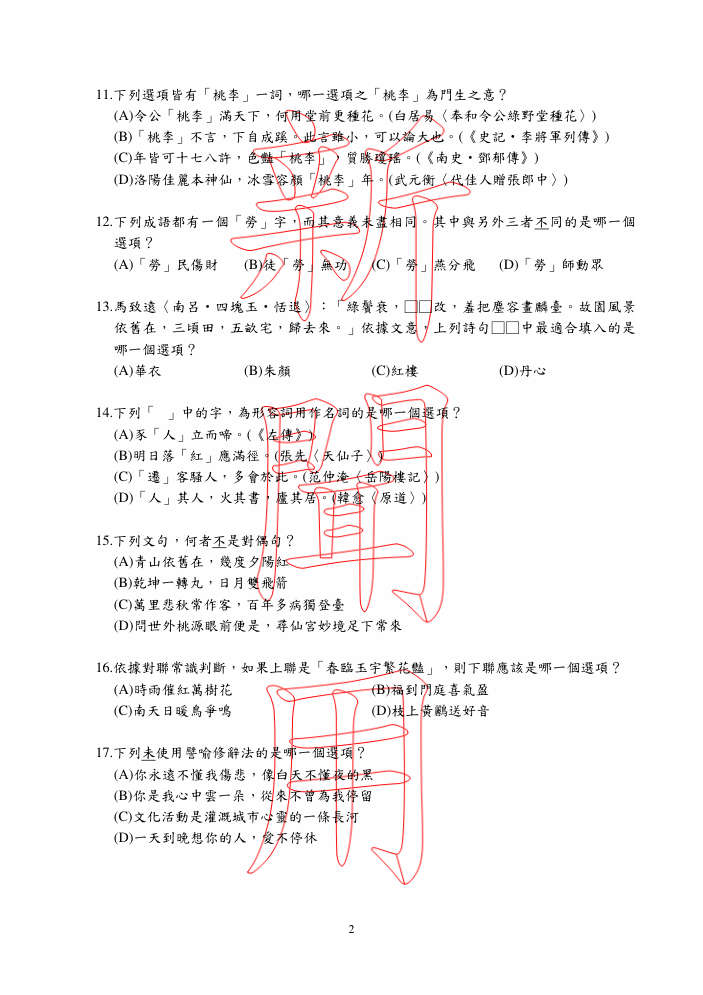 11.下列選項皆有「桃李」一詞，哪一選項之「桃李」為門生之意？
(A)令公「桃李」滿天下，何用堂前更種花。(白居易〈奉和令公綠野堂種花〉)
(B)「桃李」不言，下自成蹊。此言雖小，可以諭大也。(《史記・李將軍列傳》)
(C)年皆可十七八許，色豔「桃李」，質勝瓊瑤。(《南史・鄧郁傳》)
(D)洛陽佳麗本神仙，冰雪容顏「桃李」年。(武元衡〈代佳人贈張郎中〉)
12.下列成語都有一個「勞」字，而其意義未盡相同。其中與另外三者不同的是哪一個
選項？
(A)「勞」民傷財 (B)徒「勞」無功 (C)「勞」燕分飛 (D)「勞」師動眾
13.馬致遠〈南呂・四塊玉・恬退〉：「綠鬢衰，□□改，羞把塵容畫麟臺。故園風景
依舊在，三頃田，五畝宅，歸去來。」依據文意，上列詩句□□中最適合填入的是
哪一個選項？
(A)華衣 (B)朱顏 (C)紅樓 (D)丹心
14.下列「　」中的字，為形容詞用作名詞的是哪一個選項？
(A)豕「人」立而啼。(《左傳》)
(B)明日落「紅」應滿徑。(張先〈天仙子〉)
(C)「遷」客騷人，多會於此。(范仲淹〈岳陽樓記〉)
(D)「人」其人，火其書，廬其居。(韓愈〈原道〉)
15.下列文句，何者不是對偶句？
(A)青山依舊在，幾度夕陽紅
(B)乾坤一轉丸，日月雙飛箭
(C)萬里悲秋常作客，百年多病獨登臺
(D)問世外桃源眼前便是，尋仙宮妙境足下常來
16.依據對聯常識判斷，如果上聯是「春臨玉宇繁花豔」，則下聯應該是哪一個選項？
(A)時雨催紅萬樹花 (B)福到門庭喜氣盈
(C)南天日暖鳥爭鳴 (D)枝上黃鸝送好音
17.下列未使用譬喻修辭法的是哪一個選項？
(A)你永遠不懂我傷悲，像白天不懂夜的黑
(B)你是我心中雲一朵，從來不曾為我停留
(C)文化活動是灌溉城市心靈的一條長河
(D)一天到晚想你的人，愛不停休
新聞用
2